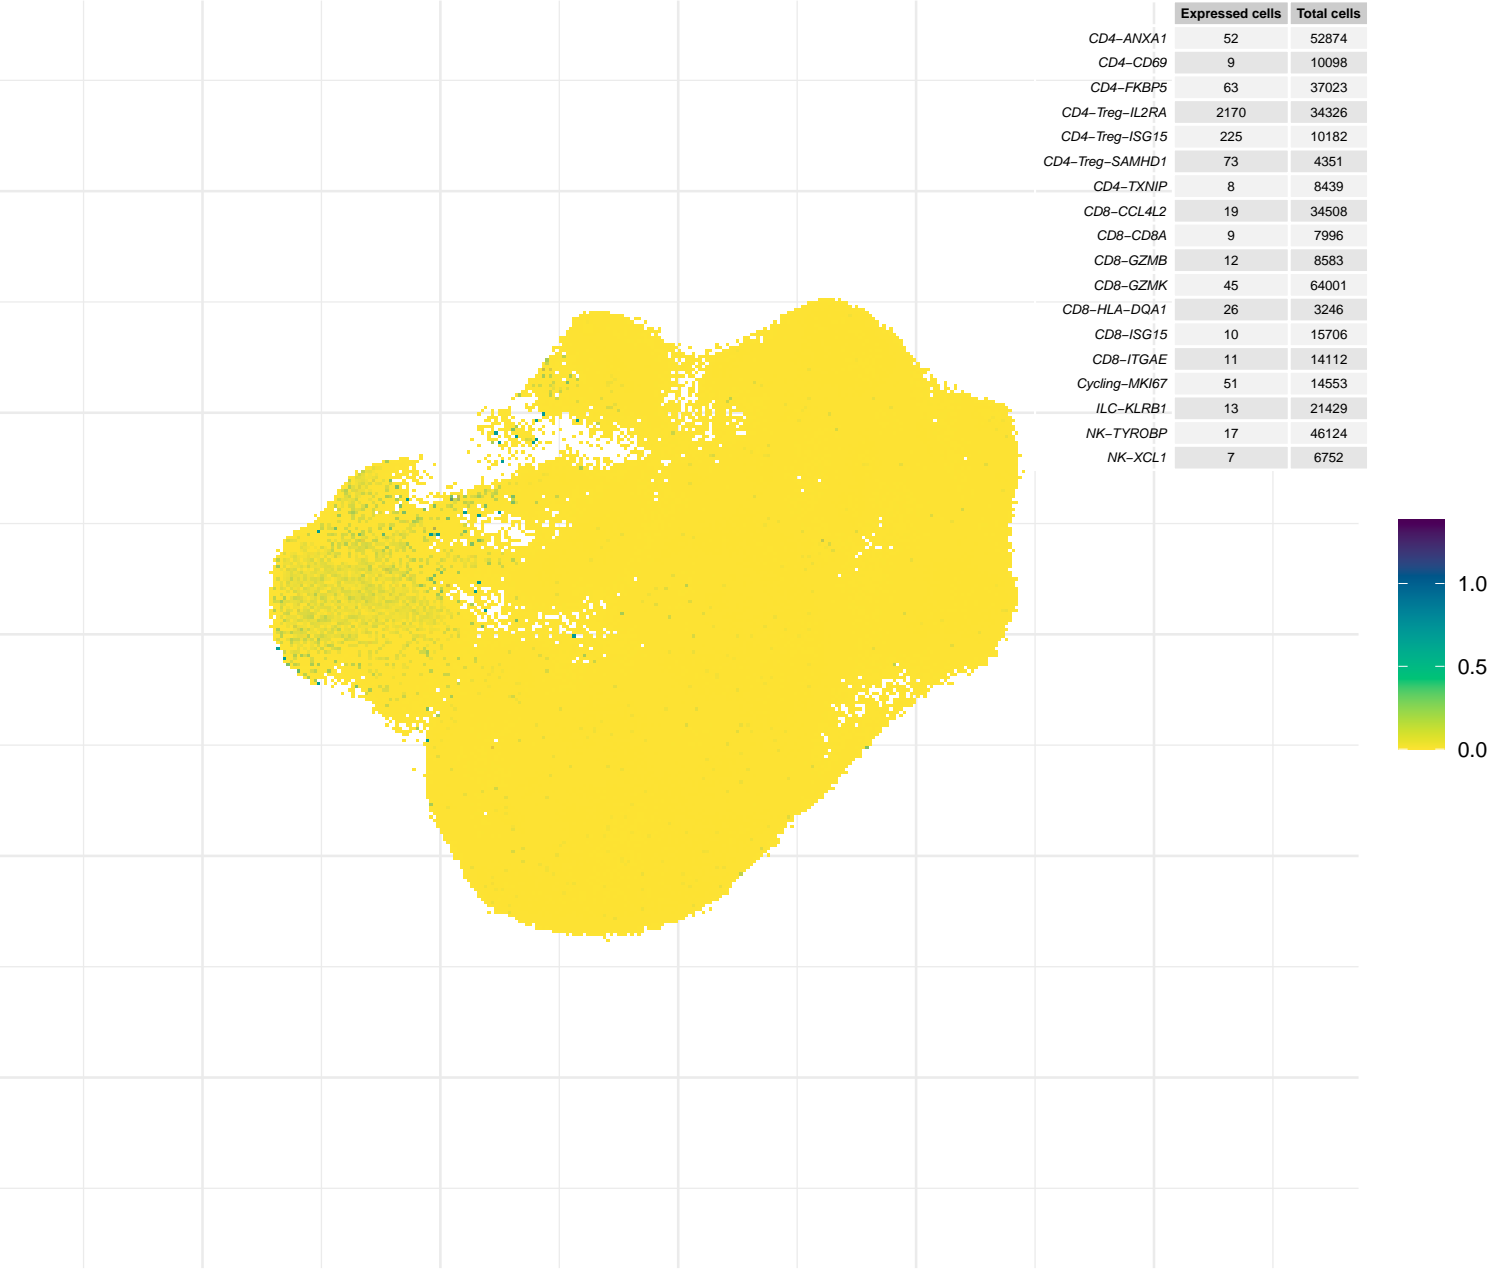 Expressed cells Total cells
CD4−ANXA1 52 52874
CD4−CD69 9 10098
CD4−FKBP5 63 37023
CD4−Treg−IL2RA 2170 34326
CD4−Treg−ISG15 225 10182
CD4−Treg−SAMHD1 73 4351
CD4−TXNIP 8 8439
CD8−CCL4L2 19 34508
CD8−CD8A 9 7996
CD8−GZMB 12 8583
CD8−GZMK 45 64001
CD8−HLA−DQA1 26 3246
CD8−ISG15 10 15706
CD8−ITGAE 11 14112
Cycling−MKI67 51 14553
ILC−KLRB1 13 21429
NK−TYROBP 17 46124
NK−XCL1 7 6752
1.0
0.5
0.0